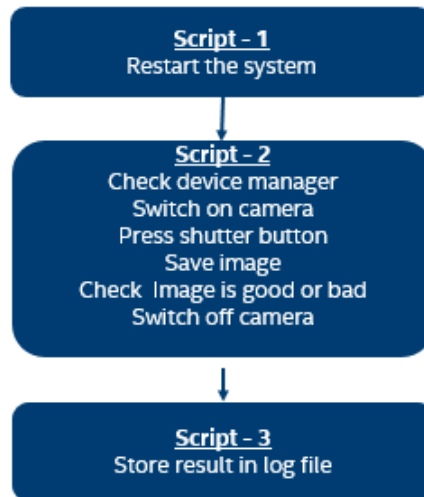 Script - 1
Restart the system
Script - 2
Check device manager
Switch on camera
Press shutter button
Save image
Check Image is good or bad
Switch off camera
Script - 3
Store result in log file